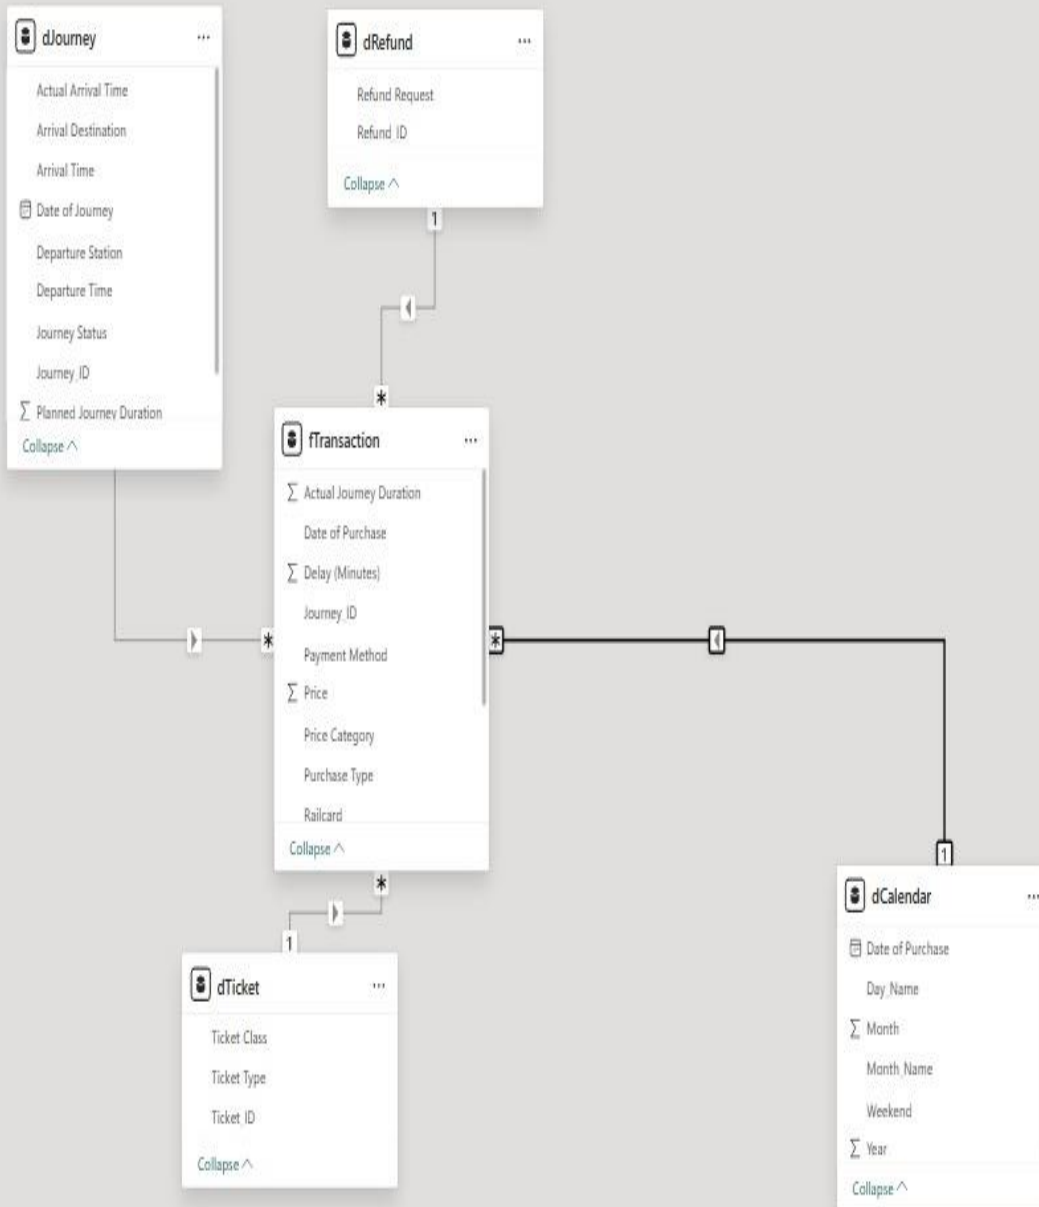 dJourney
...
Actual Arrival Time
Arrival Destination
Arrival Time
Date of Journey
Departure Station
Departure Time
Journey Status
Journey_ID
Σ Planned Journey Duration
Collapse
dRefund
...
Refund Request
Refund_ID
Collapse
1
*
fTransaction
...
Σ Actual Journey Duration
Date of Purchase
Σ Delay (Minutes)
Journey_ID
Payment Method
Σ Price
Price Category
Purchase Type
Railcard
Collapse
*
*
*
1
1
dTicket
...
Ticket Class
Ticket Type
Ticket_ID
Collapse
dCalendar
...
Date of Purchase
Day_Name
Σ Month
Month_Name
Weekend
Σ Year
Collapse